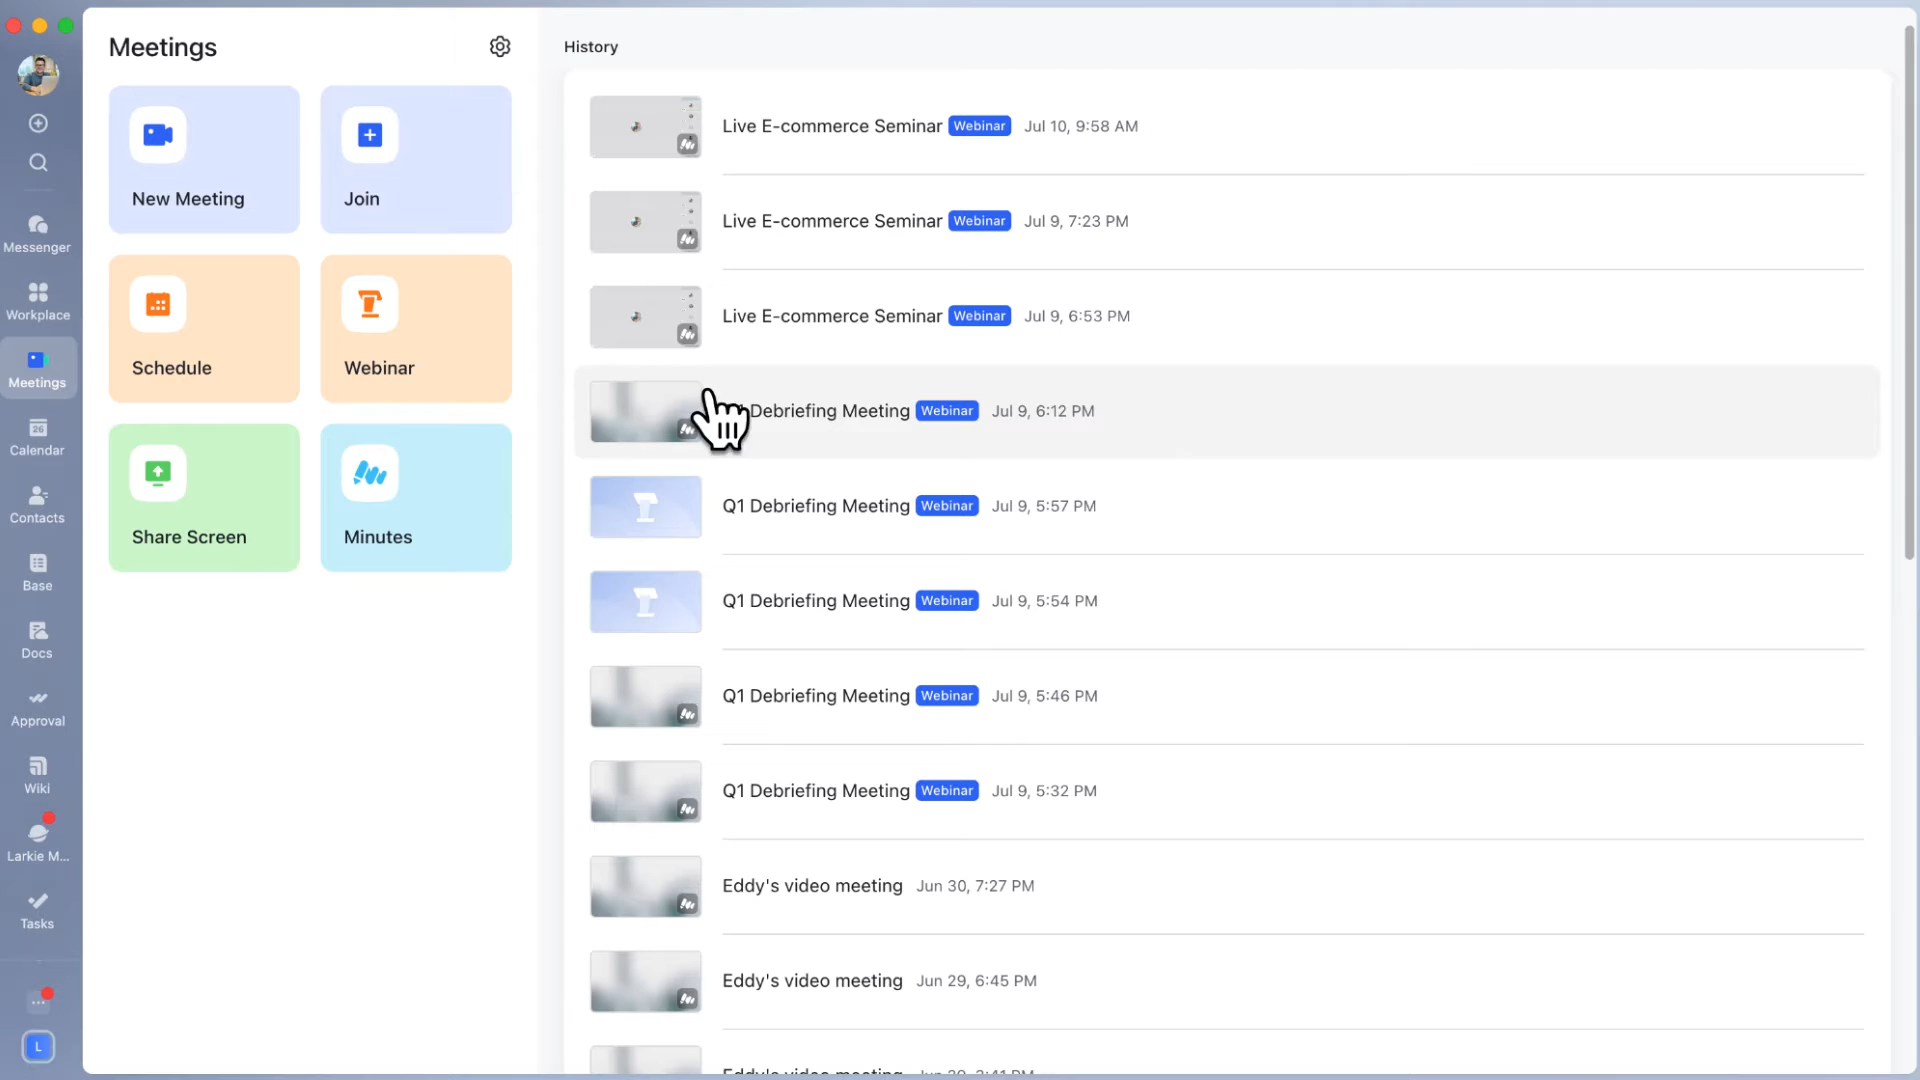 Meetings
New Meeting
Join
Schedule
Webinar
Share Screen
Minutes
Messenger
Workplace
Meetings
26
Calendar
Contacts
Base
Docs
Approval
Wiki
Larkie M...
Tasks
L
History
Live E-commerce Seminar Webinar Jul 10, 9:58 AM
Live E-commerce Seminar Webinar Jul 9, 7:23 PM
Live E-commerce Seminar Webinar Jul 9, 6:53 PM
Debriefing Meeting Webinar Jul 9, 6:12 PM
Q1 Debriefing Meeting Webinar Jul 9, 5:57 PM
Q1 Debriefing Meeting Webinar Jul 9, 5:54 PM
Q1 Debriefing Meeting Webinar Jul 9, 5:46 PM
Q1 Debriefing Meeting Webinar Jul 9, 5:32 PM
Eddy's video meeting Jun 30, 7:27 PM
Eddy's video meeting Jun 29, 6:45 PM
Eddy's video meeting